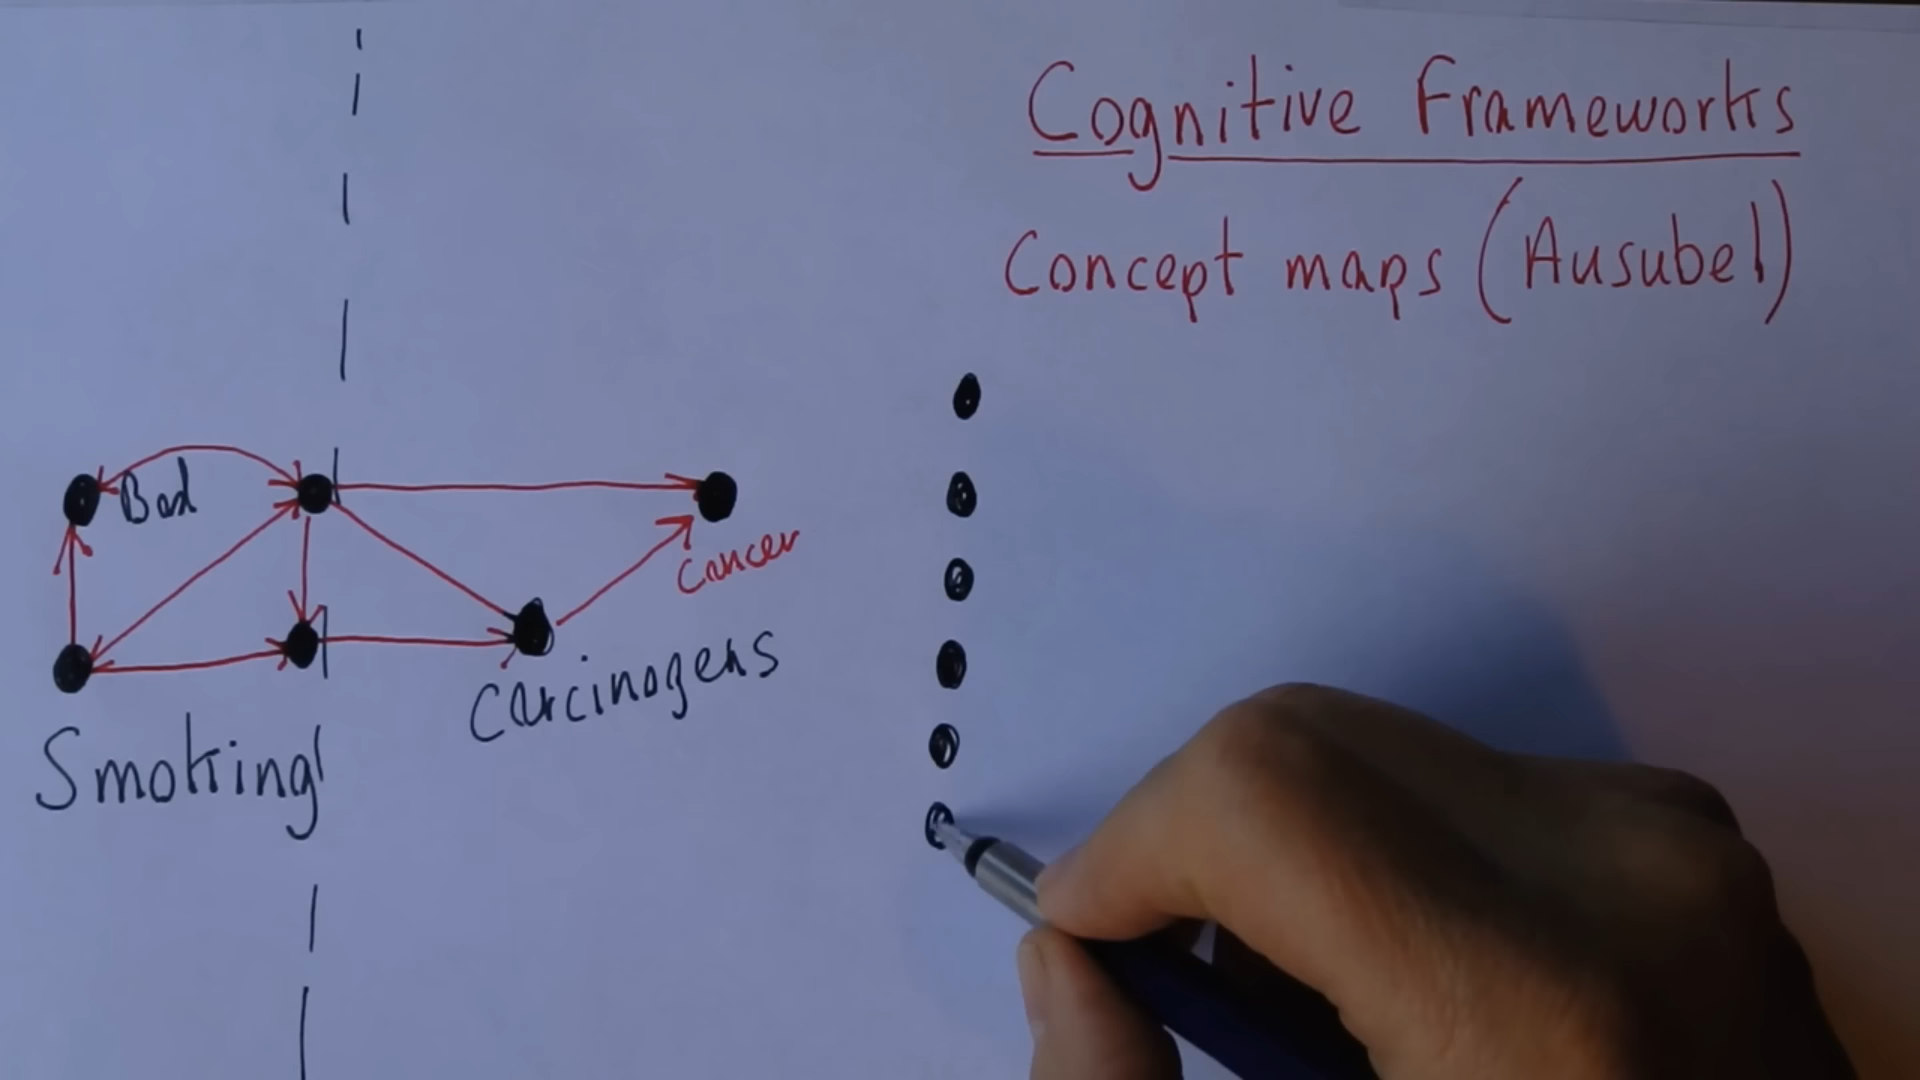 Cognitive Frameworks
Concept maps (Ausubel)
Bad
Cancer
Carcinogens
Smoking